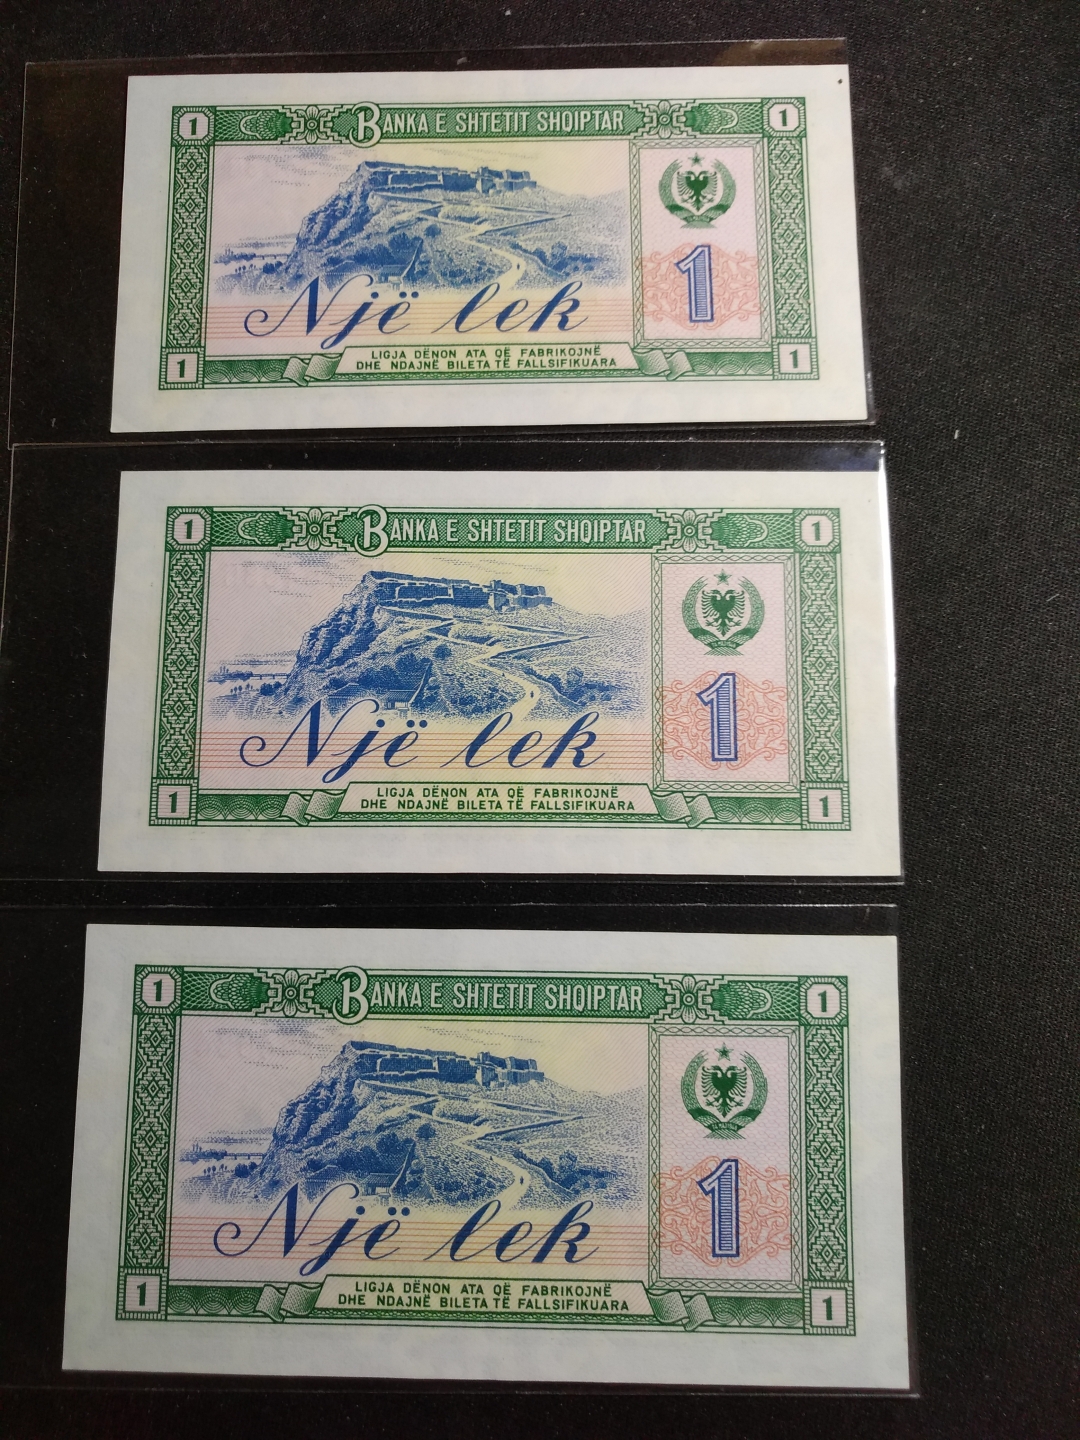 1 BANKA E SHTETIT SHQIPTAR 1
1
Një lek
LIGJA DËNON ATA QË FABRIKOJNË
DHE NDAJNË BILETA TË FALLSIFIKUARA
1 1
1 BANKA E SHTETIT SHQIPTAR 1
1
Një lek
LIGJA DËNON ATA QË FABRIKOJNË
DHE NDAJNË BILETA TË FALLSIFIKUARA
1 1
1 BANKA E SHTETIT SHQIPTAR 1
1
Një lek
LIGJA DËNON ATA QË FABRIKOJNË
DHE NDAJNË BILETA TË FALLSIFIKUARA
1 1